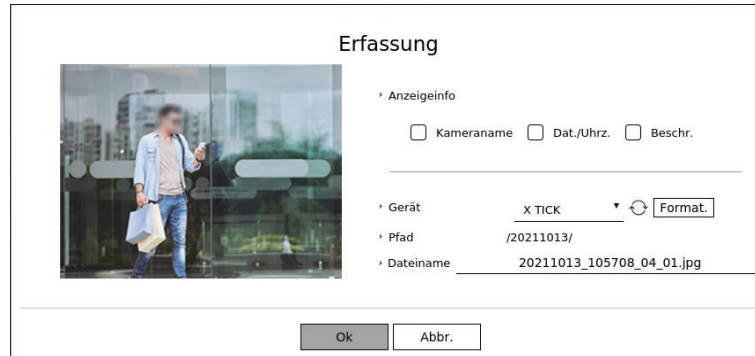 Erfassung
Anzeigeinfo
Kameraname Dat./Uhrz. Beschr.
Gerät X TICK Format.
Pfad /20211013/
Dateiname 20211013_105708_04_01.jpg
Ok Abbr.